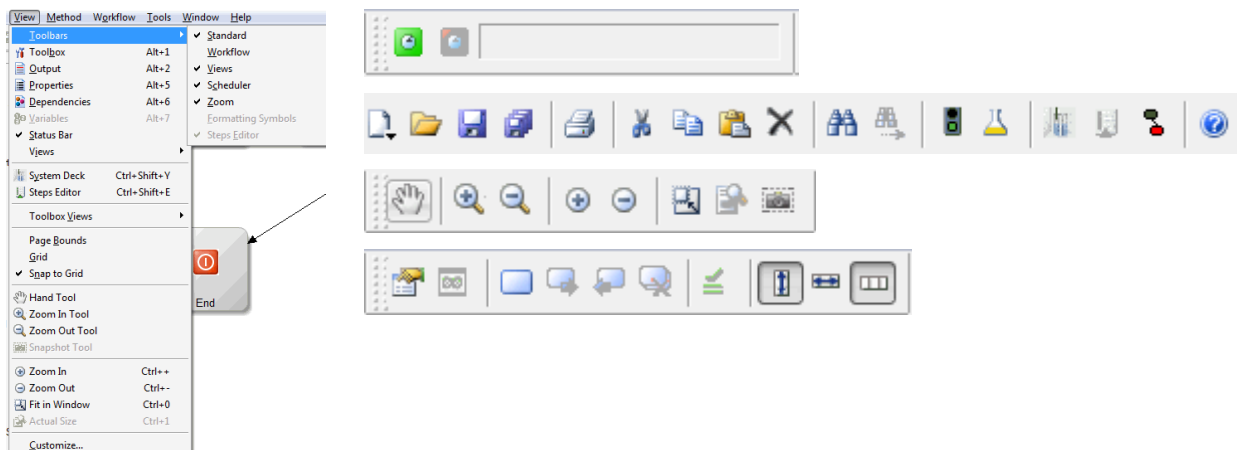 View Method Workflow Tools Window Help
Toolbars
Toolbox Alt+1
Output Alt+2
Properties Alt+5
Dependencies Alt+6
Variables Alt+7
Status Bar
Views
System Deck Ctrl+Shift+Y
Steps Editor Ctrl+Shift+E
Toolbox Views
Page Bounds
Grid
Snap to Grid
Hand Tool
Zoom In Tool
Zoom Out Tool
Snapshot Tool
Zoom In Ctrl++
Zoom Out Ctrl+-
Fit in Window Ctrl+0
Actual Size Ctrl+1
Customize...
Standard
Workflow
Views
Scheduler
Zoom
Formatting Symbols
Steps Editor
End